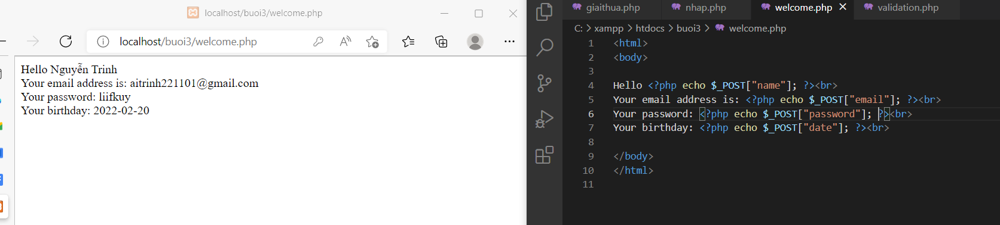 localhost/buoi3/welcome.php
localhost/buoi3/welcome.php
Hello Nguyễn Trinh
Your email address is: aitrinh221101@gmail.com
Your password: liifkuy
Your birthday: 2022-02-20
giaithua.php nhap.php welcome.php validation.php
C: > xampp > htdocs > buoi3 > welcome.php
1 <html>
2 <body>
3
4 Hello <?php echo $_POST["name"]; ?><br>
5 Your email address is: <?php echo $_POST["email"]; ?><br>
6 Your password: <?php echo $_POST["password"]; ?><br>
7 Your birthday: <?php echo $_POST["date"]; ?><br>
8
9 </body>
10 </html>
11